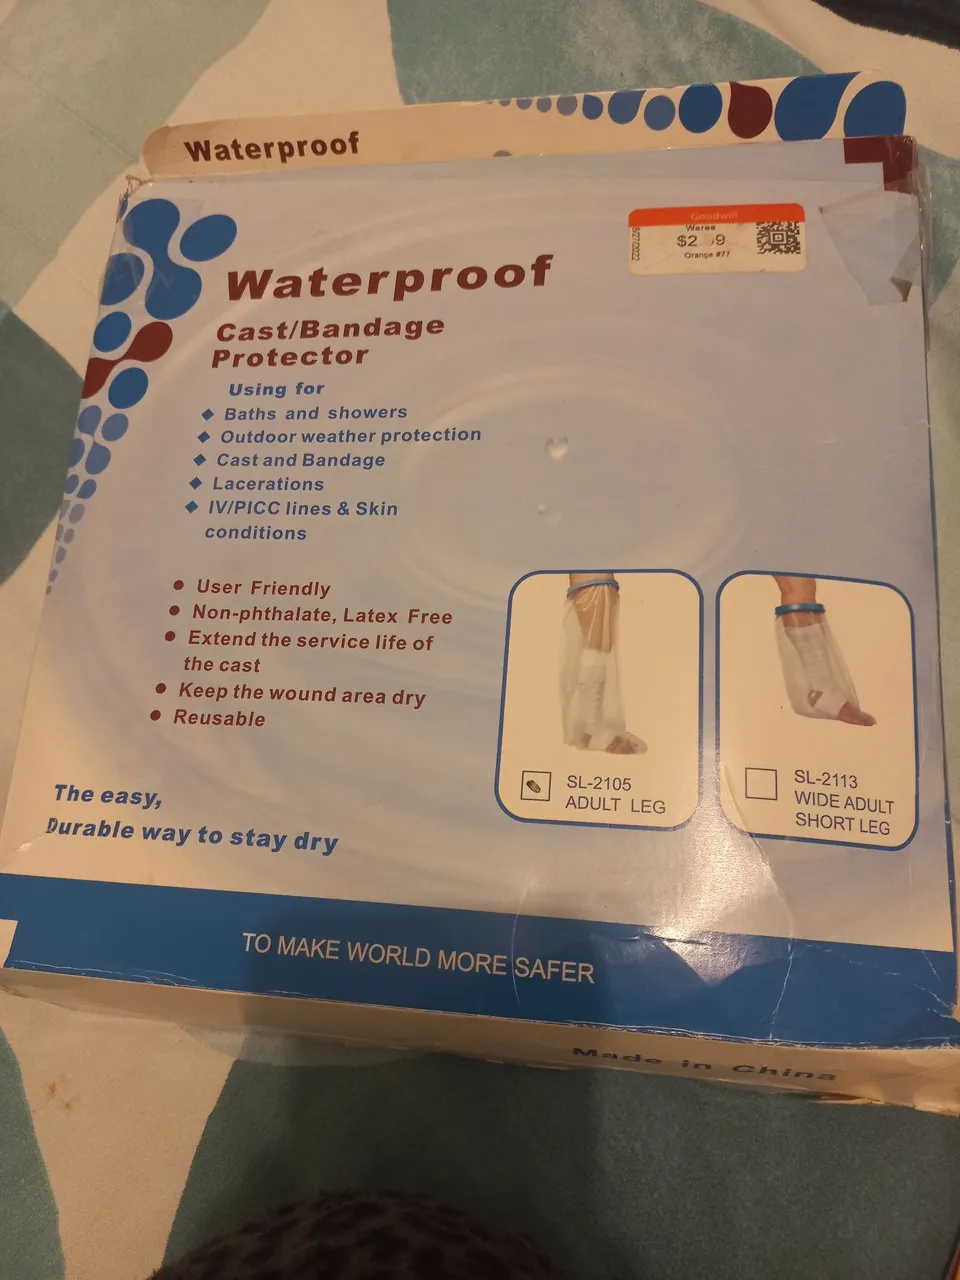 Waterproof
Goodwill
Wares
8/27/2022
Orange #77
Waterproof
Cast/Bandage
Protector
Using for
Baths and showers
Outdoor weather protection
Cast and Bandage
Lacerations
IV/PICC lines & Skin
conditions
User Friendly
Non-phthalate, Latex Free
Extend the service life of
the cast
Keep the wound area dry
Reusable
SL-2105
ADULT LEG
SL-2113
WIDE ADULT
SHORT LEG
The easy,
Durable way to stay dry
TO MAKE WORLD MORE SAFER
Made in China